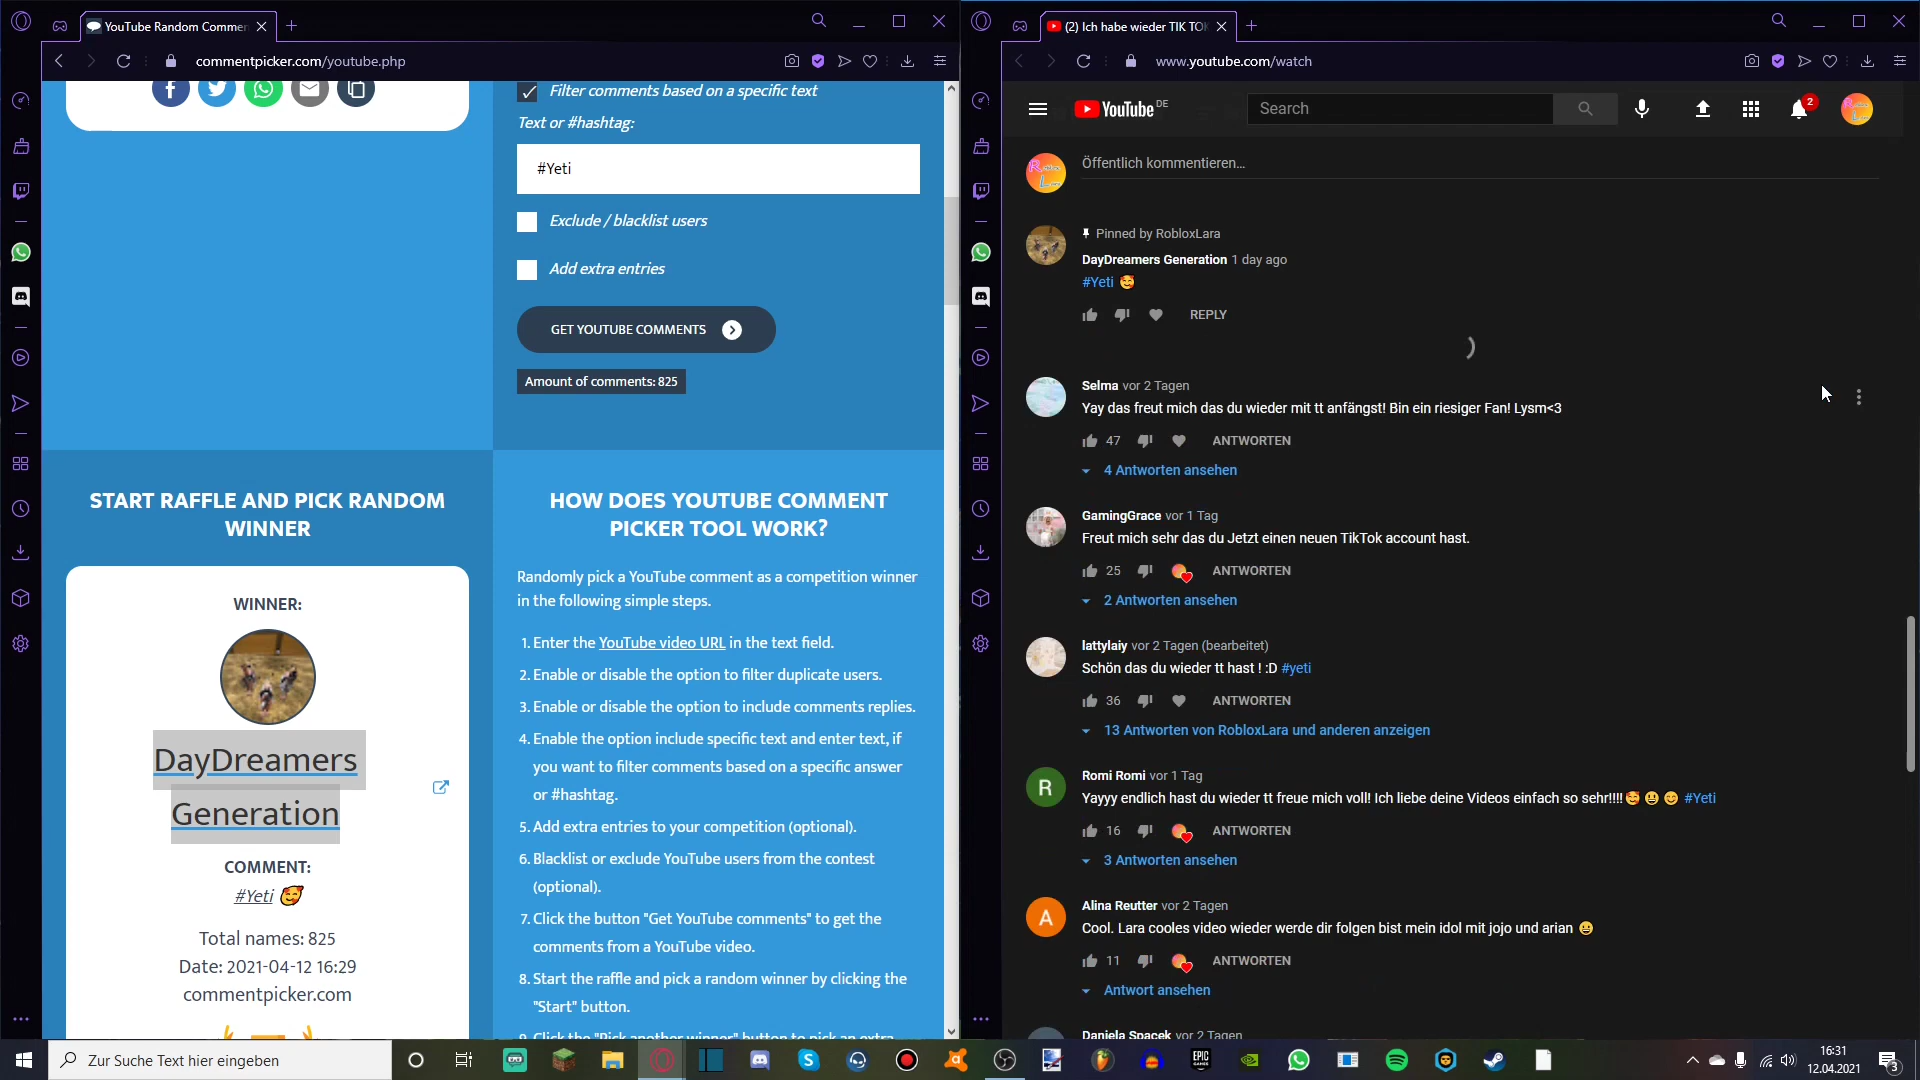 YouTube Random Commen
commentpicker.com/youtube.php
Filter comments based on a specific text
Text or #hashtag:
#Yeti
Exclude / blacklist users
Add extra entries
GET YOUTUBE COMMENTS
Amount of comments: 825
START RAFFLE AND PICK RANDOM
WINNER
WINNER:
DayDreamers
Generation
COMMENT:
#Yeti 🥰
Total names: 825
Date: 2021-04-12 16:29
commentpicker.com
HOW DOES YOUTUBE COMMENT
PICKER TOOL WORK?
Randomly pick a YouTube comment as a competition winner
in the following simple steps.
1. Enter the YouTube video URL in the text field.
2. Enable or disable the option to filter duplicate users.
3. Enable or disable the option to include comments replies.
4. Enable the option include specific text and enter text, if
you want to filter comments based on a specific answer
or #hashtag.
5. Add extra entries to your competition (optional).
6. Blacklist or exclude YouTube users from the contest
(optional).
7. Click the button "Get YouTube comments" to get the
comments from a YouTube video.
8. Start the raffle and pick a random winner by clicking the
"Start" button.
9. Click the "Pick another winner" button to pick an extra
(2) Ich habe wieder TIK TOK
www.youtube.com/watch
YouTube DE
Search
2
Öffentlich kommentieren...
Pinned by RobloxLara
DayDreamers Generation 1 day ago
#Yeti 🥰
REPLY
Selma vor 2 Tagen
Yay das freut mich das du wieder mit tt anfängst! Bin ein riesiger Fan! Lysm<3
47 ANTWORTEN
4 Antworten ansehen
GamingGrace vor 1 Tag
Freut mich sehr das du Jetzt einen neuen TikTok account hast.
25 ANTWORTEN
2 Antworten ansehen
lattylaiy vor 2 Tagen (bearbeitet)
Schön das du wieder tt hast ! :D #yeti
36 ANTWORTEN
13 Antworten von RobloxLara und anderen anzeigen
R
Romi Romi vor 1 Tag
Yayyy endlich hast du wieder tt freue mich voll! Ich liebe deine Videos einfach so sehr!!!!🥰 😃 😊 #Yeti
16 ANTWORTEN
3 Antworten ansehen
A
Alina Reutter vor 2 Tagen
Cool. Lara cooles video wieder werde dir folgen bist mein idol mit jojo und arian 😀
11 ANTWORTEN
Antwort ansehen
Daniela Spacek vor 2 Tagen
Zur Suche Text hier eingeben
EPIC
GAMES
16:31
12.04.2021
3